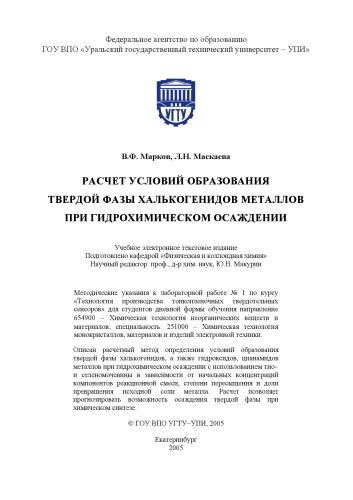 Федеральное агентство по образованию
ГОУ ВПО «Уральский государственный технический университет – УПИ»
УГТУ
В.Ф. Марков, Л.Н. Маскаева
РАСЧЕТ УСЛОВИЙ ОБРАЗОВАНИЯ
ТВЕРДОЙ ФАЗЫ ХАЛЬКОГЕНИДОВ МЕТАЛЛОВ
ПРИ ГИДРОХИМИЧЕСКОМ ОСАЖДЕНИИ
Учебное электронное текстовое издание
Подготовлено кафедрой «Физическая и коллоидная химия»
Научный редактор: проф., д-р хим. наук, Ю.Н. Макурин
Методические указания к лабораторной работе № 1 по курсу
«Технология производства тонкопленочных твердотельных
сенсоров» для студентов дневной формы обучения направление
654900 – Химическая технология неорганических веществ и
материалов; специальность: 251000 – Химическая технология
монокристаллов, материалов и изделий электронной техники.
Описан расчетный метод определения условий образования
твердой фазы халькогенидов, а также гидроксидов, цианамидов
металлов при гидрохимическом осаждении с использованием тио–
и селеномочевины в зависимости от начальных концентраций
компонентов реакционной смеси, степени пересыщения и доли
превращения исходной соли металла. Расчет позволяет
прогнозировать возможность осаждения твердой фазы при
химическом синтезе.
© ГОУ ВПО УГТУ–УПИ, 2005
Екатеринбург
2005